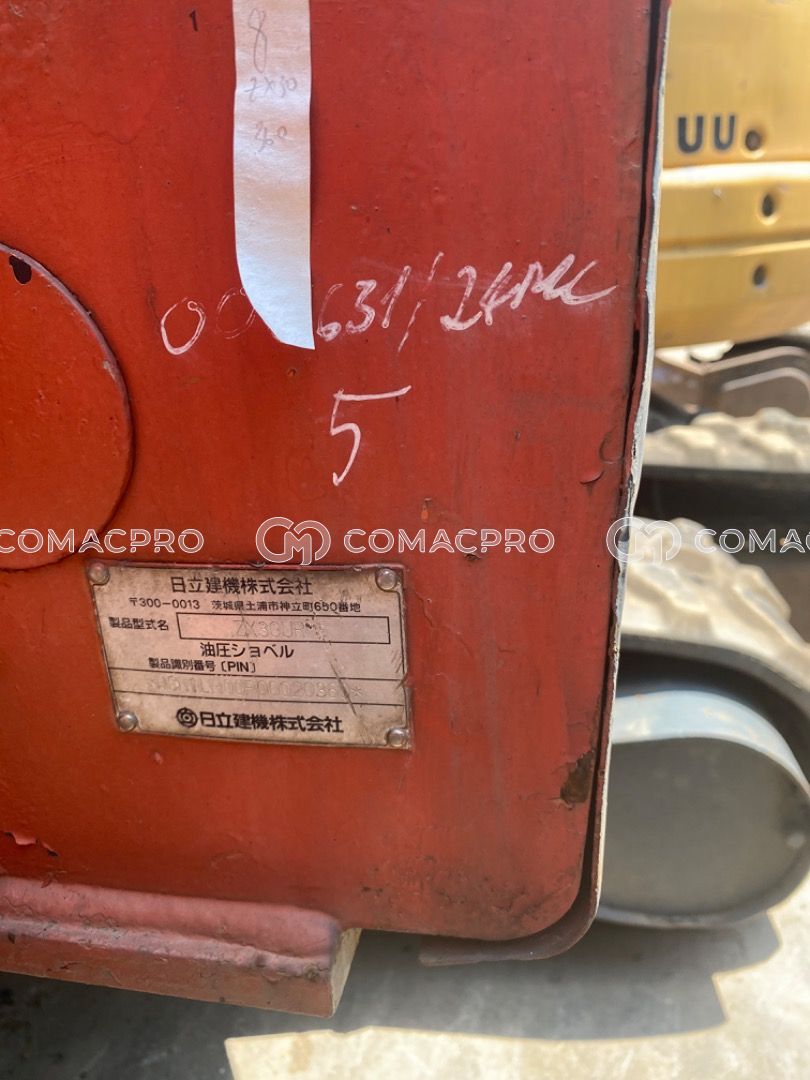 1
8
ZX30
631/24
5
UU
COMACPRO COMACPRO
日立建機株式会社
〒300-0013 茨城県土浦市神立町650番地
製品型式名 ZX30UR
油圧ショベル
製品識別番号〔PIN〕
日立建機株式会社